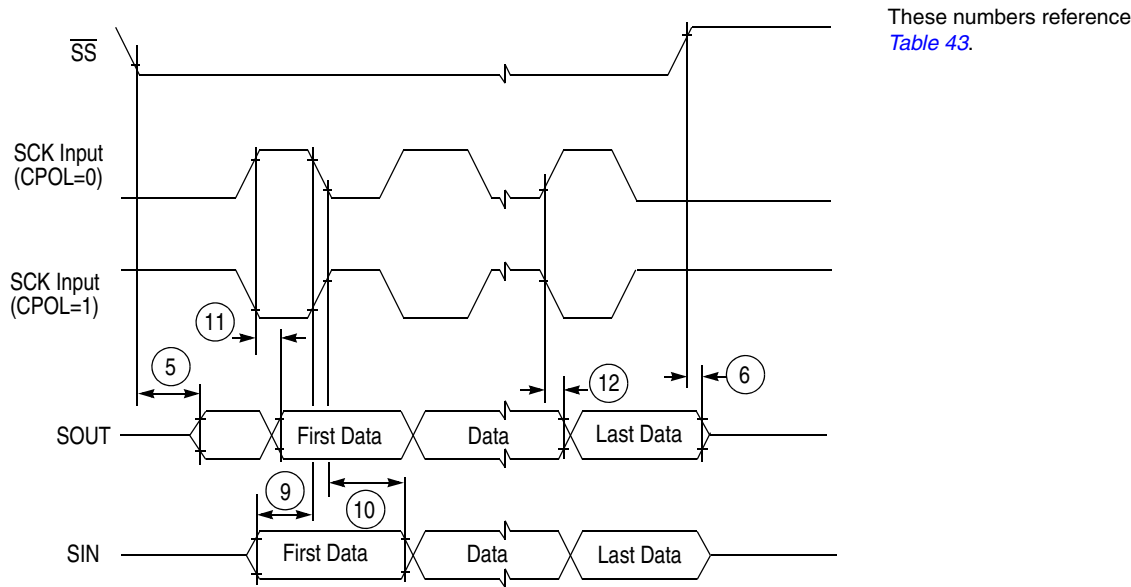 These numbers reference
Table 43.
SS
SCK Input
(CPOL=0)
SCK Input
(CPOL=1)
11
5
12
6
SOUT
First Data
Data
Last Data
9
10
SIN
First Data
Data
Last Data